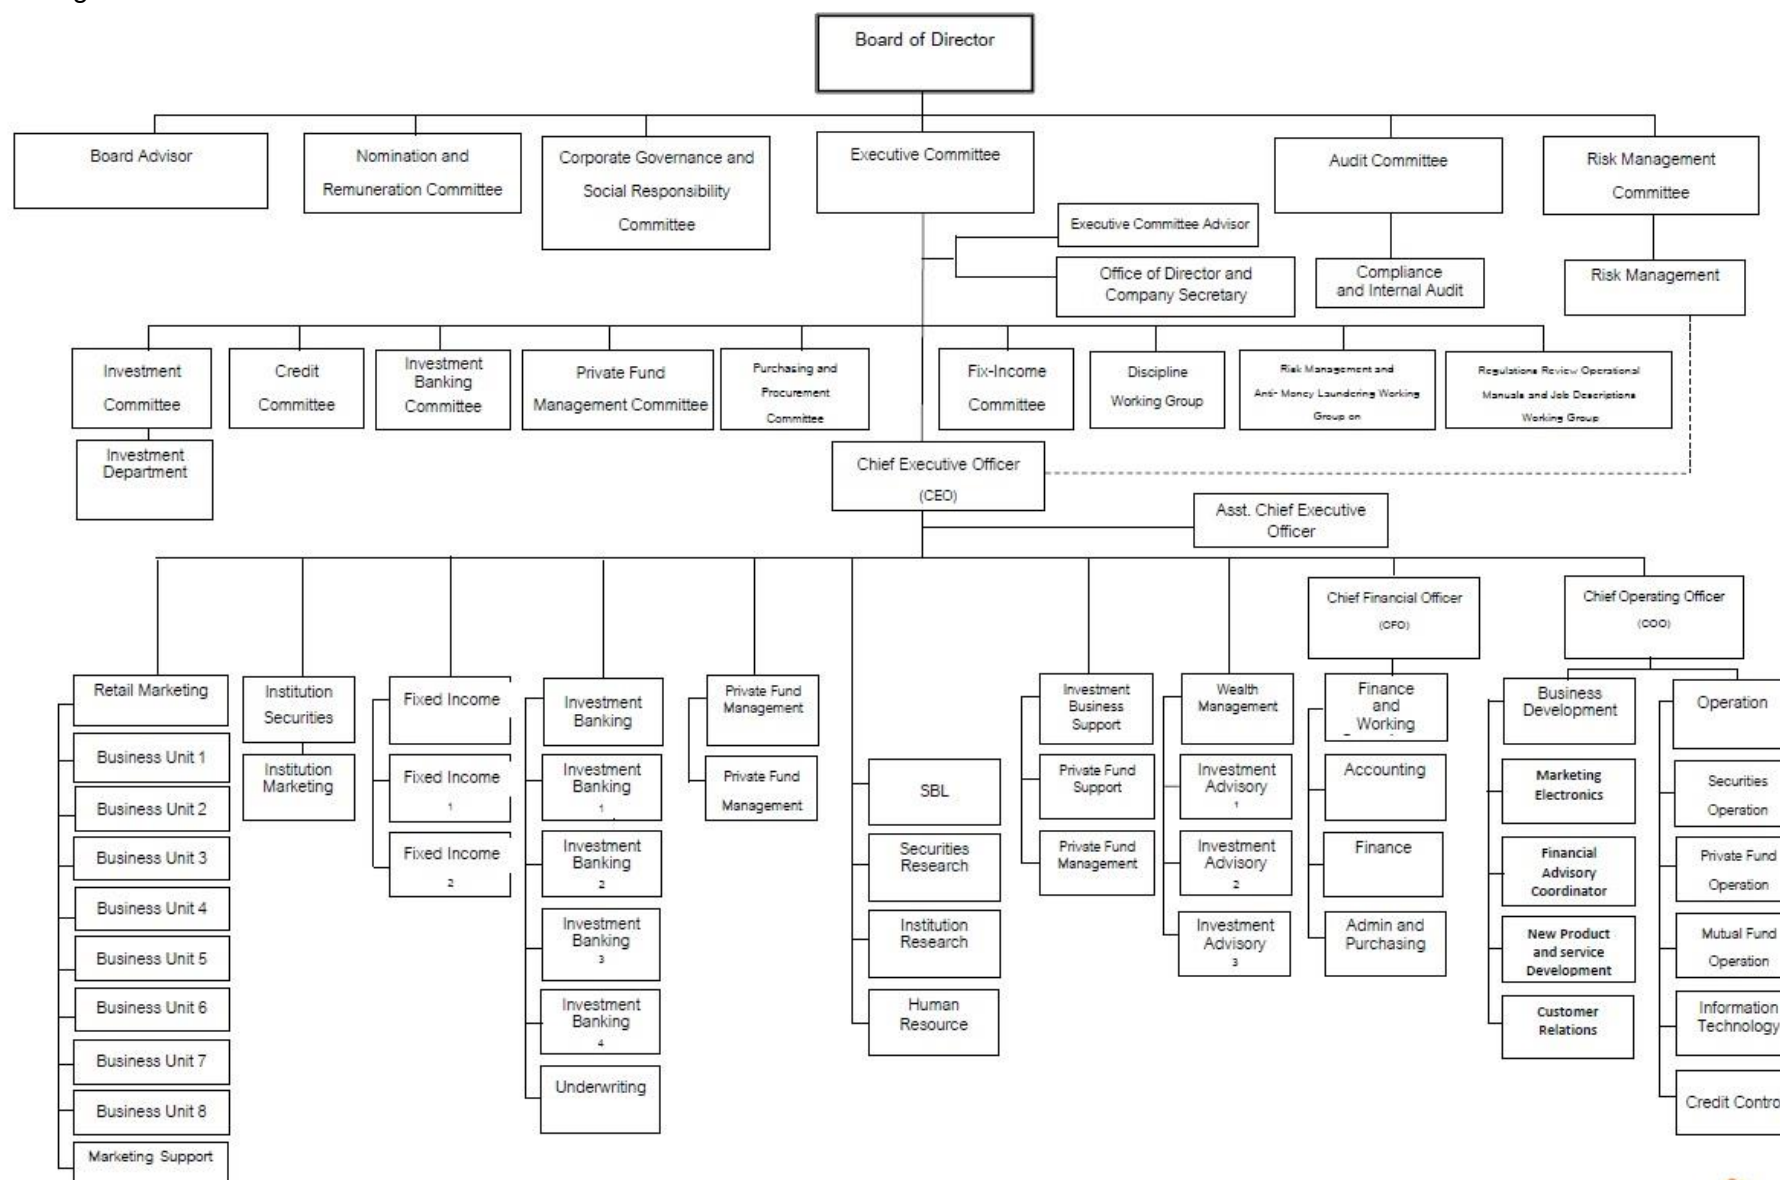 Board of Director
Board Advisor
Nomination and
Remuneration Committee
Corporate Governance and
Social Responsibility
Committee
Executive Committee
Audit Committee
Risk Management
Committee
Executive Committee Advisor
Office of Director and
Company Secretary
Compliance
and Internal Audit
Risk Management
Investment
Committee
Credit
Committee
Investment
Banking
Committee
Private Fund
Management Committee
Purchasing and
Procurement
Committee
Fix-Income
Committee
Discipline
Working Group
Risk Management and
Anti- Money Laundering Working
Group on
Regulations Review Operational
Manuals and Job Descriptions
Working Group
Investment
Department
Chief Executive Officer
(CEO)
Asst. Chief Executive
Officer
Chief Financial Officer
(CFO)
Chief Operating Officer
(COO)
Retail Marketing
Business Unit 1
Business Unit 2
Business Unit 3
Business Unit 4
Business Unit 5
Business Unit 6
Business Unit 7
Business Unit 8
Marketing Support
Institution
Securities
Institution
Marketing
Fixed Income
Fixed Income
1
Fixed Income
2
Investment
Banking
Investment
Banking
1
Investment
Banking
2
Investment
Banking
3
Investment
Banking
4
Underwriting
Private Fund
Management
Private Fund
Management
SBL
Securities
Research
Institution
Research
Human
Resource
Investment
Business
Support
Private Fund
Support
Private Fund
Management
Wealth
Management
Investment
Advisory
1
Investment
Advisory
2
Investment
Advisory
3
Finance
and
Working
Accounting
Finance
Admin and
Purchasing
Business
Development
Marketing
Electronics
Financial
Advisory
Coordinator
New Product
and service
Development
Customer
Relations
Operation
Securities
Operation
Private Fund
Operation
Mutual Fund
Operation
Information
Technology
Credit Contro